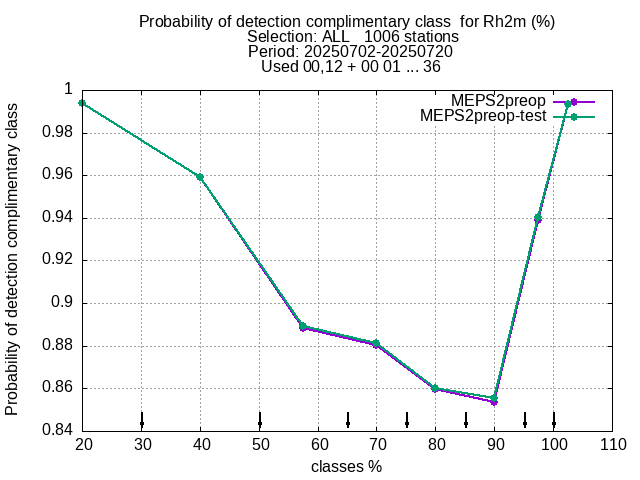 Probability of detection complimentary class  for Rh2m (%)
Selection: ALL   1006 stations
Period: 20250702-20250720
Used 00,12 + 00 01 ... 36
MEPS2preop
MEPS2preop-test
Probability of detection complimentary class
1
0.98
0.96
0.94
0.92
0.9
0.88
0.86
0.84
20 30 40 50 60 70 80 90 100 110
classes %